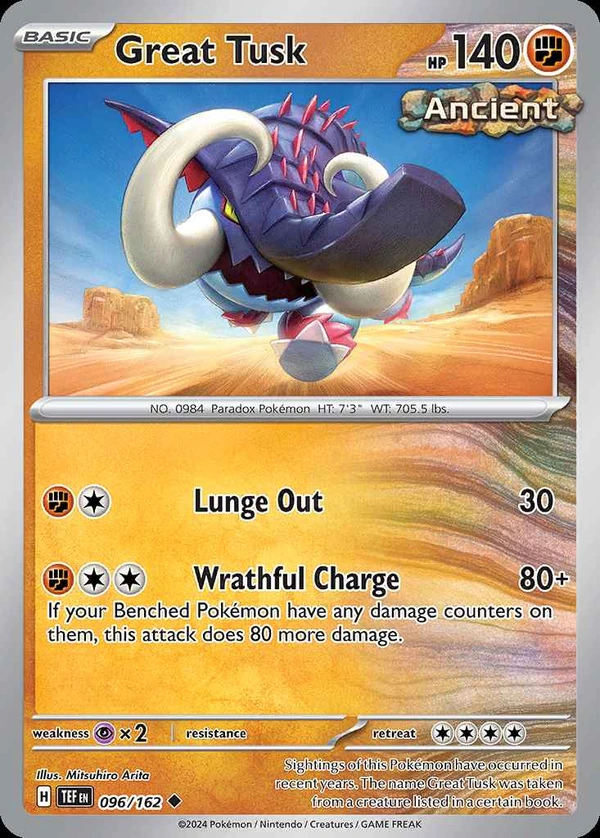 BASIC
Great Tusk
HP 140
Ancient
NO. 0984 Paradox Pokémon HT: 7'3" WT: 705.5 lbs.
Lunge Out 30
Wrathful Charge 80+
If your Benched Pokémon have any damage counters on
them, this attack does 80 more damage.
weakness ×2 resistance retreat
Illus. Mitsuhiro Arita
H TEF EN 096/162
Sightings of this Pokémon have occurred in
recent years. The name Great Tusk was taken
from a creature listed in a certain book.
©2024 Pokémon / Nintendo / Creatures / GAME FREAK